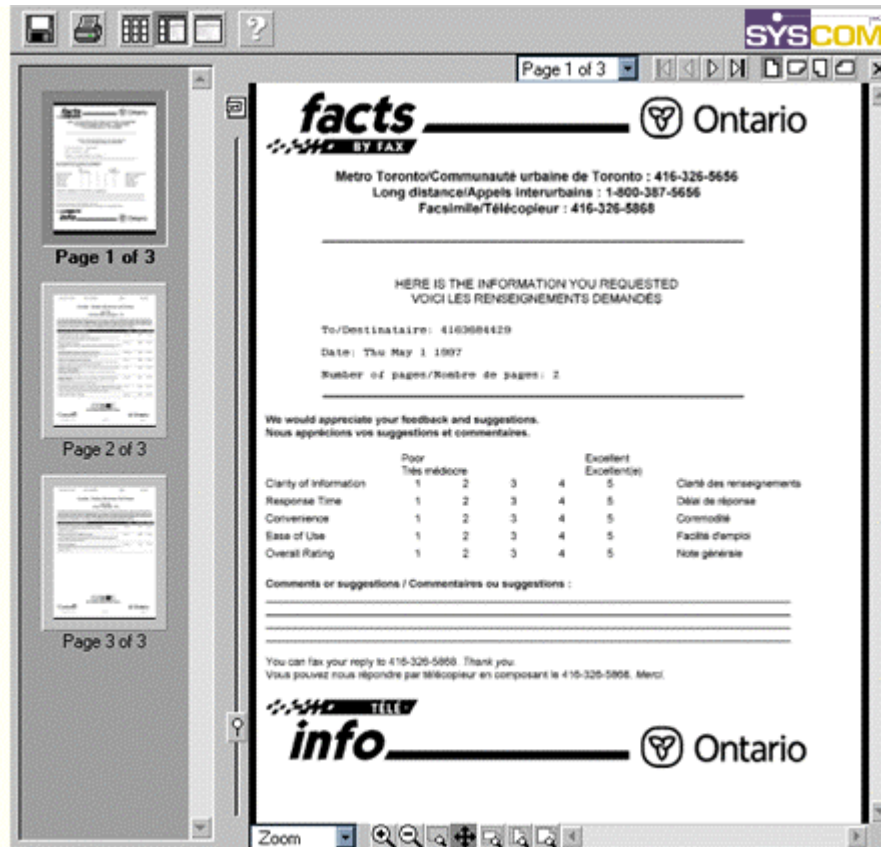 SYSCOM
Page 1 of 3
Page 1 of 3
Page 2 of 3
Page 3 of 3
facts
BY FAX
Ontario
Metro Toronto/Communauté urbaine de Toronto : 416-326-5656
Long distance/Appels interurbains : 1-800-387-5656
Facsimile/Télécopieur : 416-326-5868
HERE IS THE INFORMATION YOU REQUESTED
VOICI LES RENSEIGNEMENTS DEMANDÉS
To/Destinataire: 4163684429
Date: Thu May 1 1997
Number of pages/Nombre de pages: 2
We would appreciate your feedback and suggestions.
Nous apprécions vos suggestions et commentaires.
Poor Excellent
Très médiocre Excellent(e)
Clarity of Information 1 2 3 4 5 Clarté des renseignements
Response Time 1 2 3 4 5 Délai de réponse
Convenience 1 2 3 4 5 Commodité
Ease of Use 1 2 3 4 5 Facilité d'emploi
Overall Rating 1 2 3 4 5 Note générale
Comments or suggestions / Commentaires ou suggestions :
You can fax your reply to 416-326-5868. Thank you.
Vous pouvez nous répondre par télécopieur en composant le 416-326-5868. Merci.
TÉLÉ
info
Ontario
Zoom